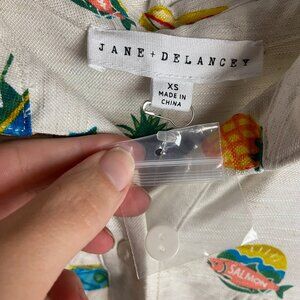 JANE + DELANCEY
XS
MADE IN
CHINA
SALMON